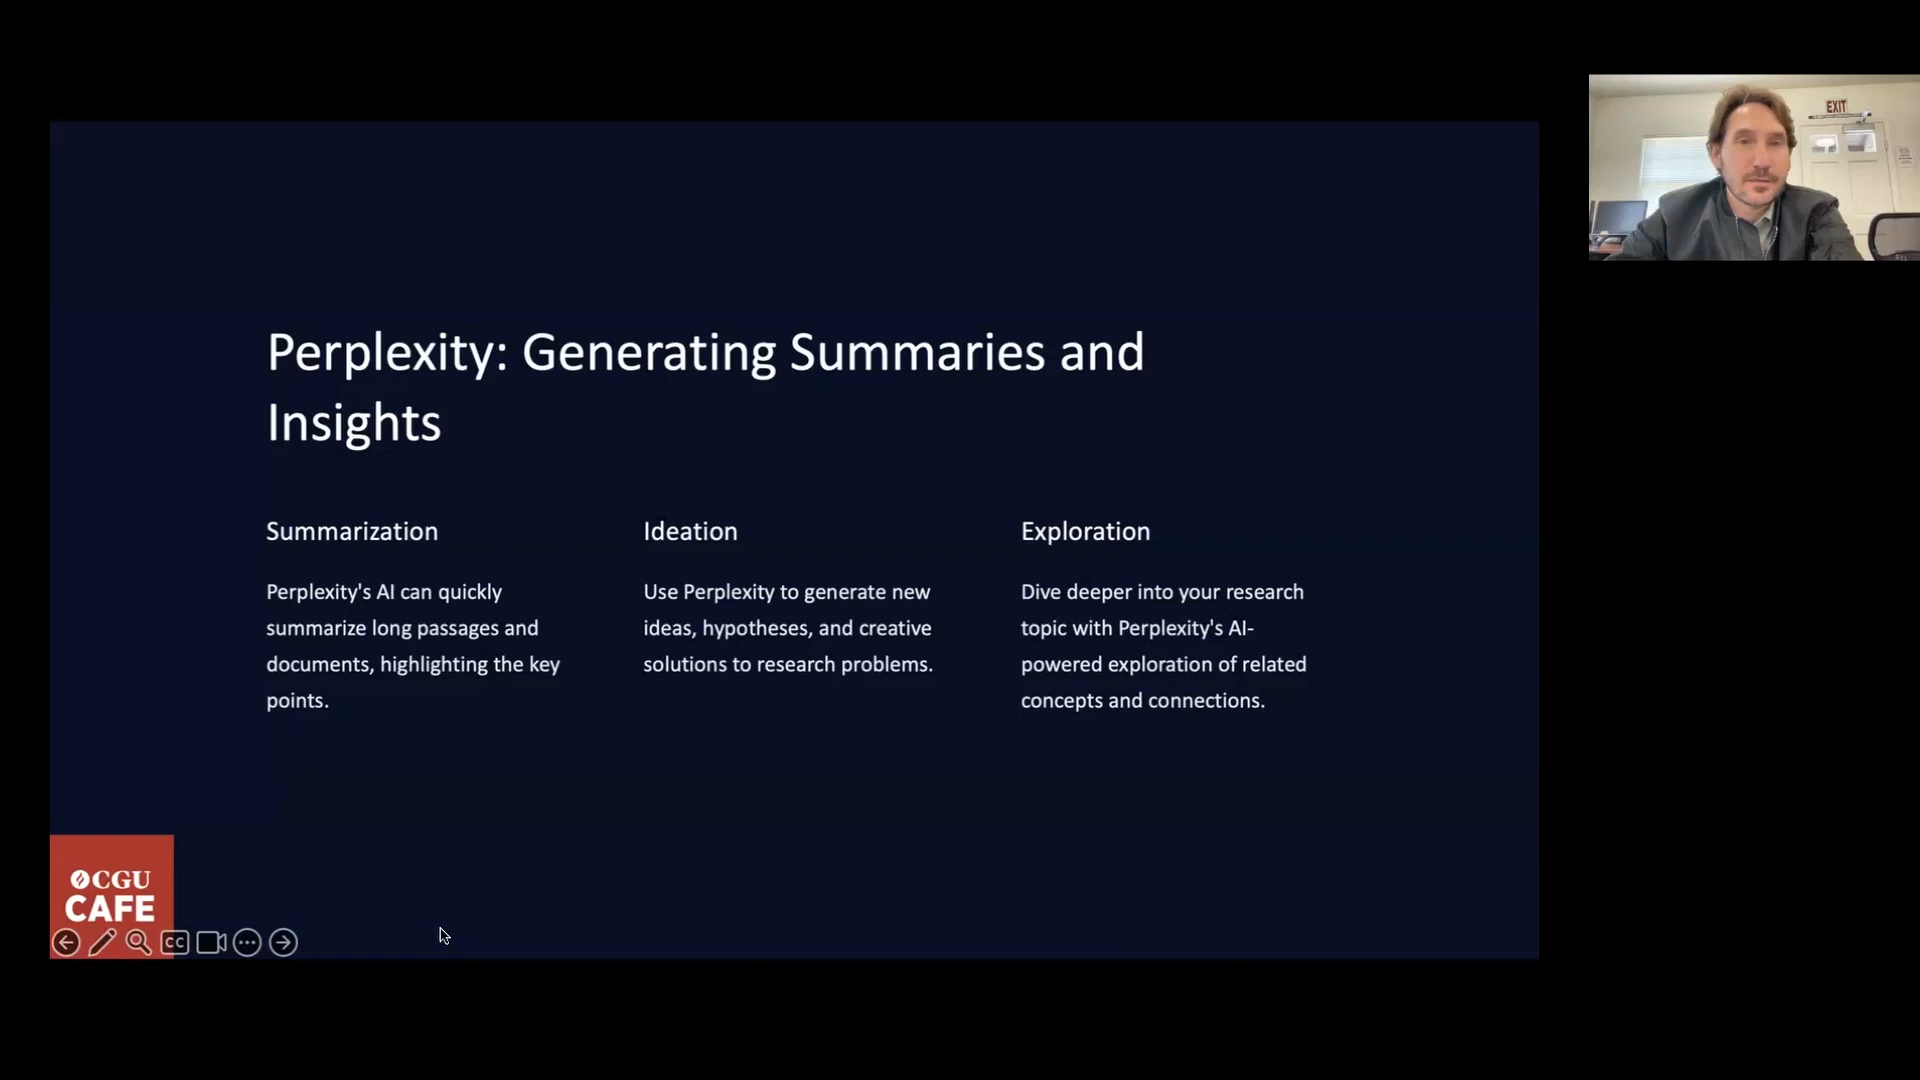 Perplexity: Generating Summaries and
Insights
Summarization
Perplexity's AI can quickly
summarize long passages and
documents, highlighting the key
points.
Ideation
Use Perplexity to generate new
ideas, hypotheses, and creative
solutions to research problems.
Exploration
Dive deeper into your research
topic with Perplexity's AI-
powered exploration of related
concepts and connections.
CGU
CAFE
CC
EXIT